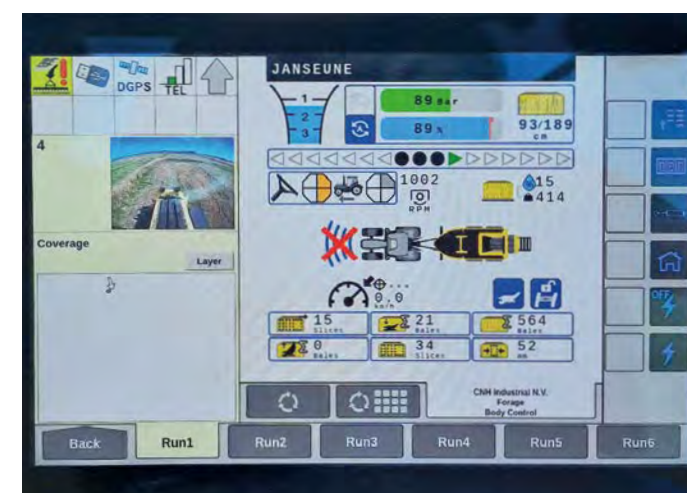 JANSEUNE
DGPS
TEL
1
2
3
89 Bar
89 %
93/189
cm
4
1002
RPM
15
414
Coverage
Layer
0.0
km/h
15
Slices
21
Bales
564
Bales
0
Bales
34
Slices
52
mm
CNH Industrial N.V.
Forage
Body Control
OFF
Back
Run1
Run2
Run3
Run4
Run5
Run6